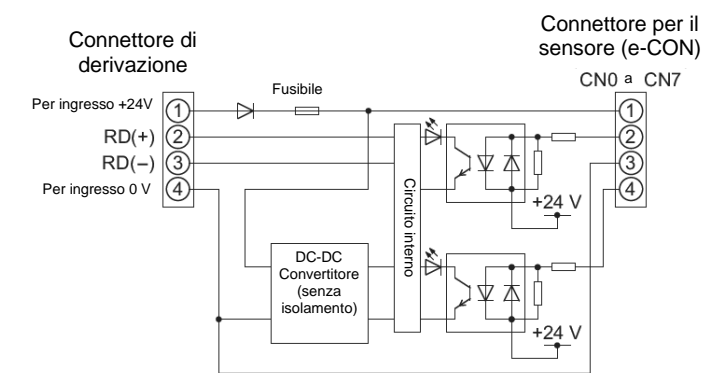 Connettore di
derivazione
Connettore per il
sensore (e-CON)
CN0 a CN7
Fusibile
Per ingresso +24V
1
RD(+)
2
RD(−)
3
Per ingresso 0 V
4
1
2
3
4
Circuito interno
+24 V
DC-DC
Convertitore
(senza
isolamento)
+24 V